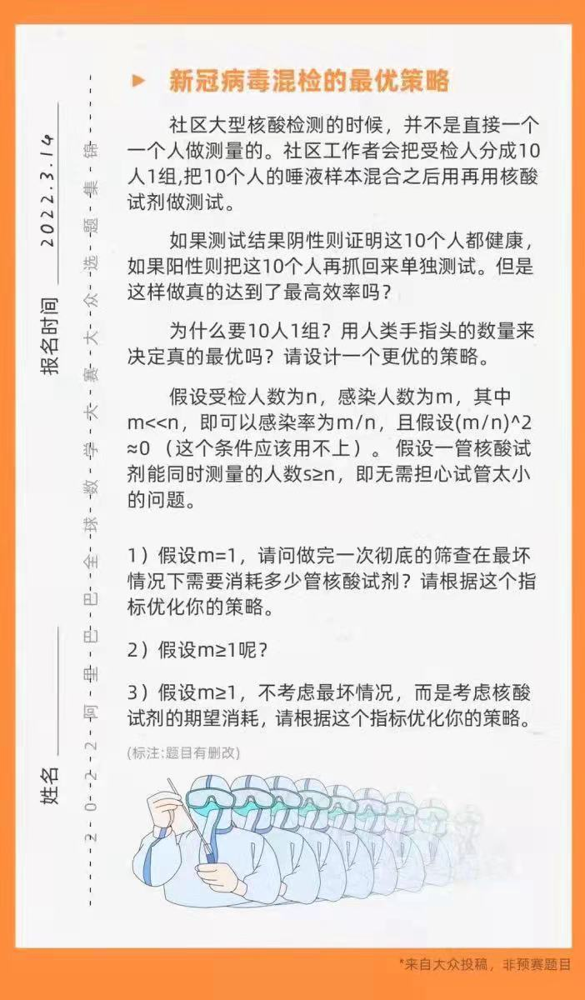 新冠病毒混检的最优策略
社区大型核酸检测的时候，并不是直接一个
一个人做测量的。社区工作者会把受检人分成10
人1组,把10个人的唾液样本混合之后用再用核酸
试剂做测试。
如果测试结果阴性则证明这10个人都健康，
如果阳性则把这10个人再抓回来单独测试。但是
这样做真的达到了最高效率吗？
为什么要10人1组？用人类手指头的数量来
决定真的最优吗？请设计一个更优的策略。
假设受检人数为n，感染人数为m，其中
m<<n，即可以感染率为m/n，且假设(m/n)^2
≈0 （这个条件应该用不上）。 假设一管核酸试
剂能同时测量的人数s≥n，即无需担心试管太小
的问题。
1）假设m=1，请问做完一次彻底的筛查在最坏
情况下需要消耗多少管核酸试剂？请根据这个指
标优化你的策略。
2）假设m≥1呢？
3）假设m≥1，不考虑最坏情况，而是考虑核酸
试剂的期望消耗，请根据这个指标优化你的策略。
(标注:题目有删改)
姓名
报名时间 2022.3.14
2022阿里巴巴全球数学大赛大众选题集锦
*来自大众投稿，非预赛题目